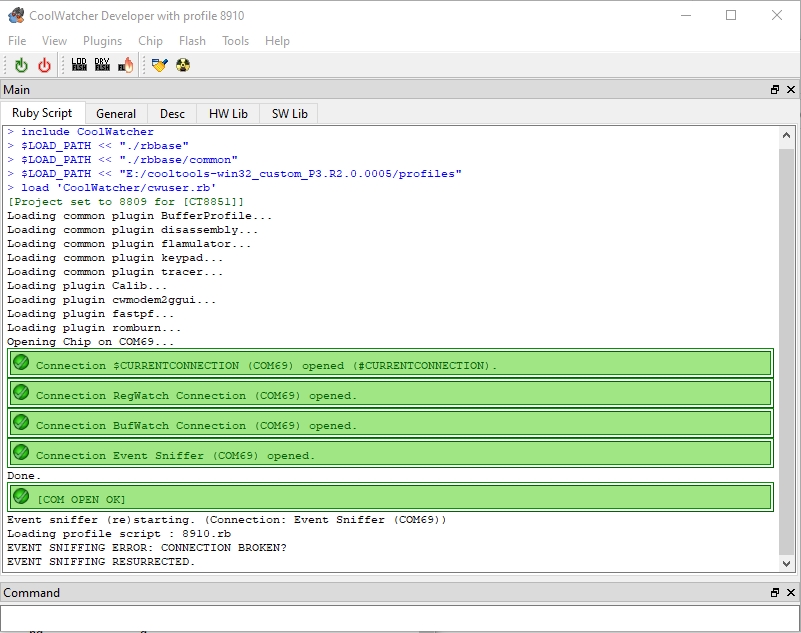 CoolWatcher Developer with profile 8910
File View Plugins Chip Flash Tools Help
LOD FLSH DRV FLSH FL
Main
Ruby Script General Desc HW Lib SW Lib
> include CoolWatcher
> $LOAD_PATH << "./rbbase"
> $LOAD_PATH << "./rbbase/common"
> $LOAD_PATH << "E:/cooltools-win32_custom_P3.R2.0.0005/profiles"
> load 'CoolWatcher/cwuser.rb'
[Project set to 8809 for [CT8851]]
Loading common plugin BufferProfile...
Loading common plugin disassembly...
Loading common plugin flamulator...
Loading common plugin keypad...
Loading common plugin tracer...
Loading plugin Calib...
Loading plugin cwmodem2ggui...
Loading plugin fastpf...
Loading plugin romburn...
Opening Chip on COM69...
Connection $CURRENTCONNECTION (COM69) opened (#CURRENTCONNECTION).
Connection RegWatch Connection (COM69) opened.
Connection BufWatch Connection (COM69) opened.
Connection Event Sniffer (COM69) opened.
Done.
[COM OPEN OK]
Event sniffer (re)starting. (Connection: Event Sniffer (COM69))
Loading profile script : 8910.rb
EVENT SNIFFING ERROR: CONNECTION BROKEN?
EVENT SNIFFING RESURRECTED.
Command